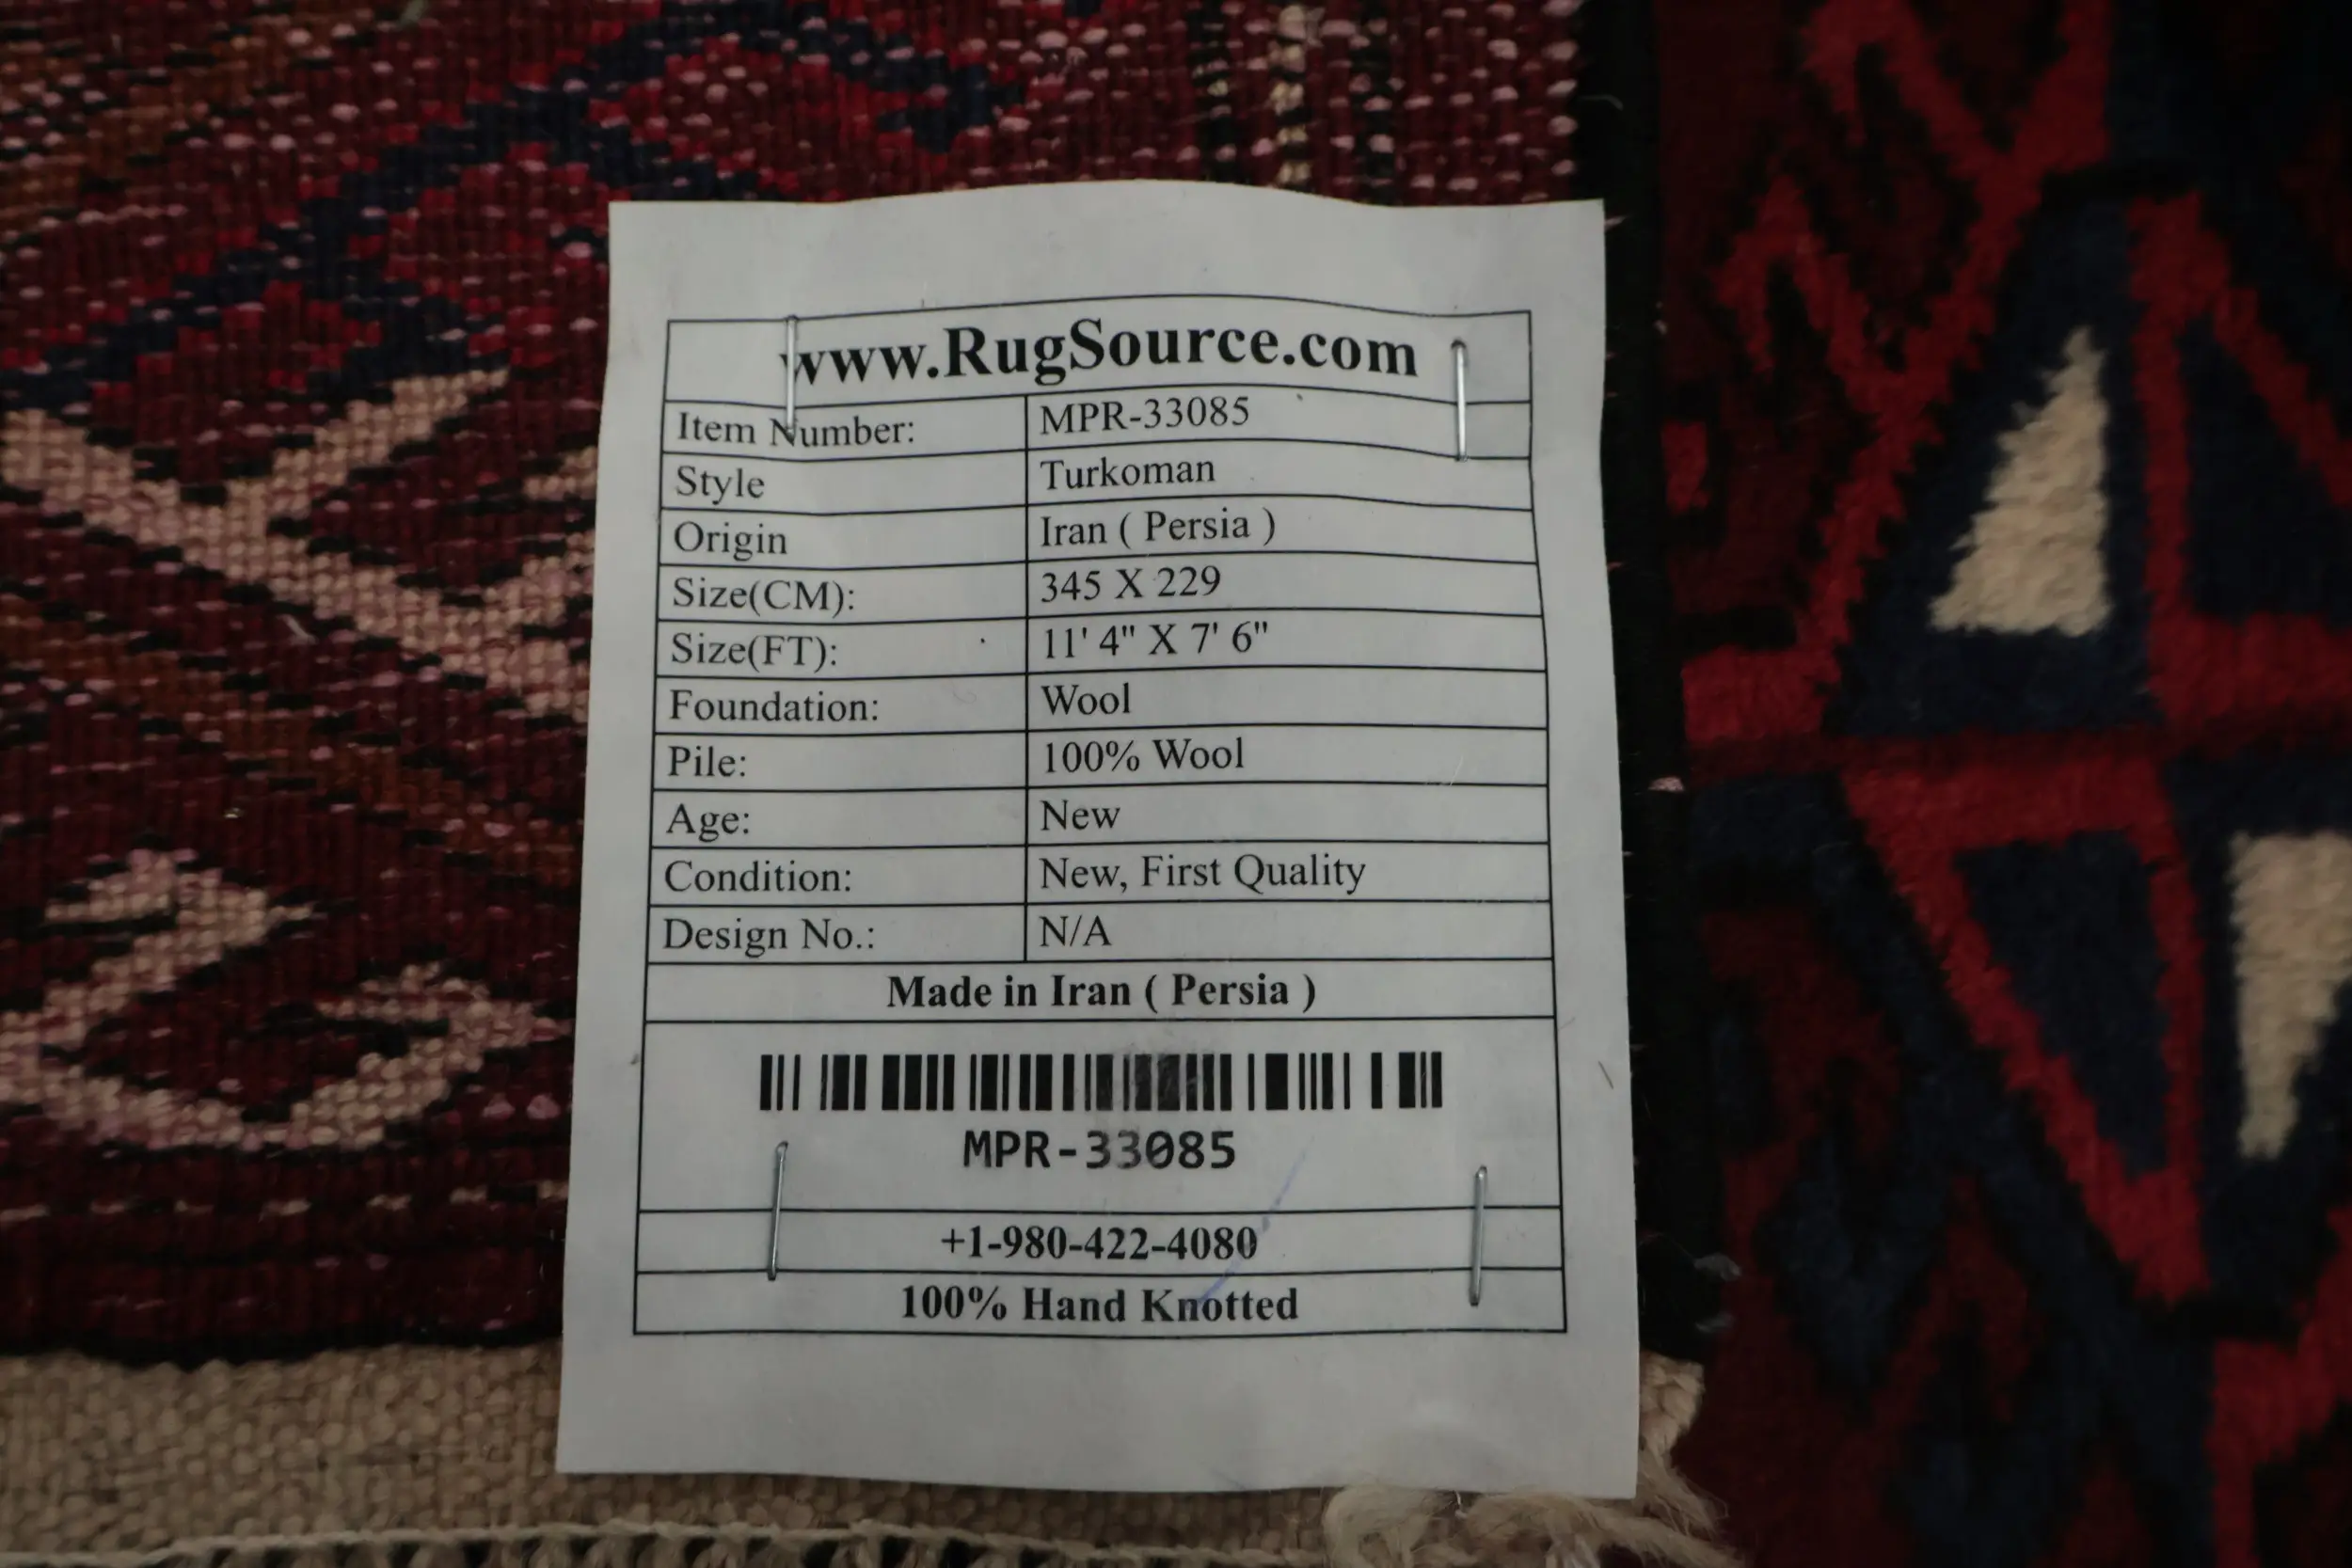 www.RugSource.com
Item Number: MPR-33085
Style Turkoman
Origin Iran ( Persia )
Size(CM): 345 X 229
Size(FT): 11' 4" X 7' 6"
Foundation: Wool
Pile: 100% Wool
Age: New
Condition: New, First Quality
Design No.: N/A
Made in Iran ( Persia )
MPR-33085
+1-980-422-4080
100% Hand Knotted